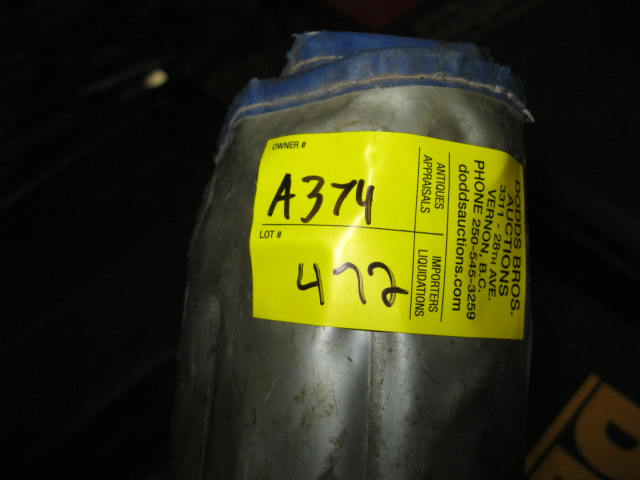 OWNER #
A374
LOT #
472
ANTIQUES
APPRAISALS
IMPORTERS
LIQUIDATIONS
DODDS BROS.
AUCTIONS
3311 - 28TH AVE.
VERNON, B.C.
PHONE 250-545-3259
doddsauctions.com